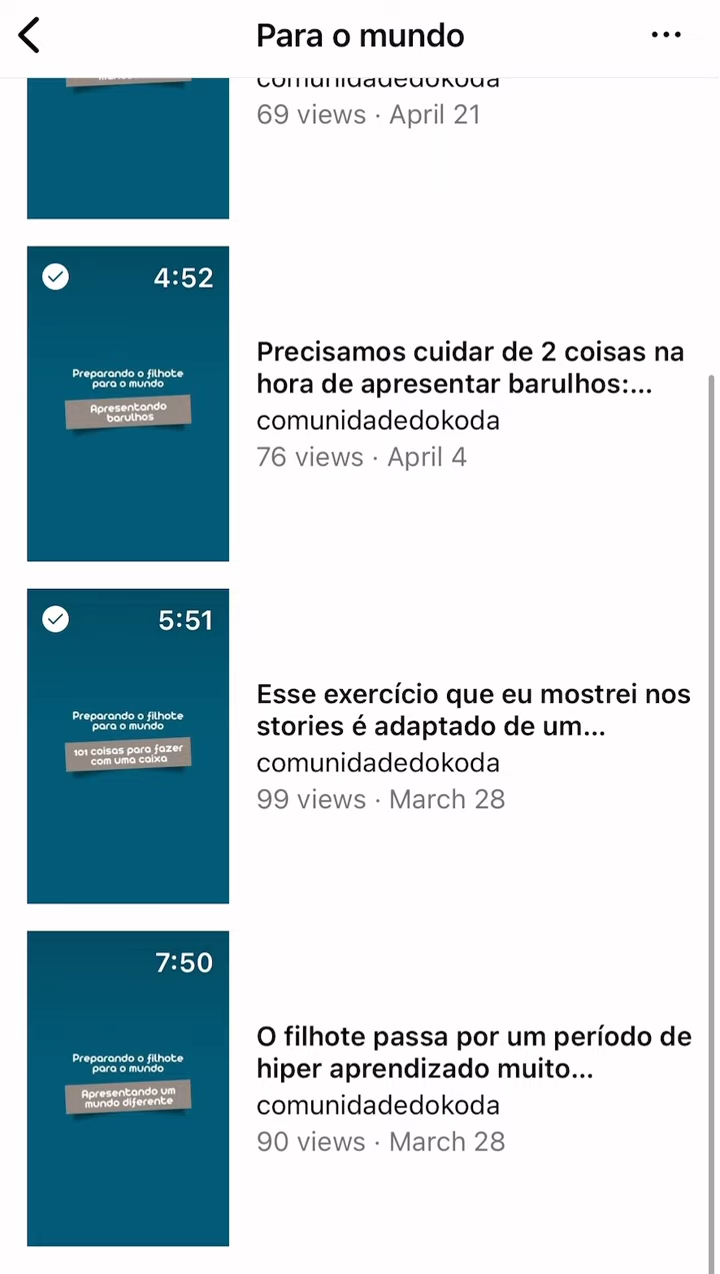 Para o mundo
comunidadedokoda
69 views · April 21
4:52
Preparando o filhote
para o mundo
Apresentando
barulhos
Precisamos cuidar de 2 coisas na
hora de apresentar barulhos:...
comunidadedokoda
76 views · April 4
5:51
Preparando o filhote
para o mundo
101 coisas para fazer
com uma caixa
Esse exercício que eu mostrei nos
stories é adaptado de um...
comunidadedokoda
99 views · March 28
7:50
Preparando o filhote
para o mundo
Apresentando um
mundo diferente
O filhote passa por um período de
hiper aprendizado muito...
comunidadedokoda
90 views · March 28